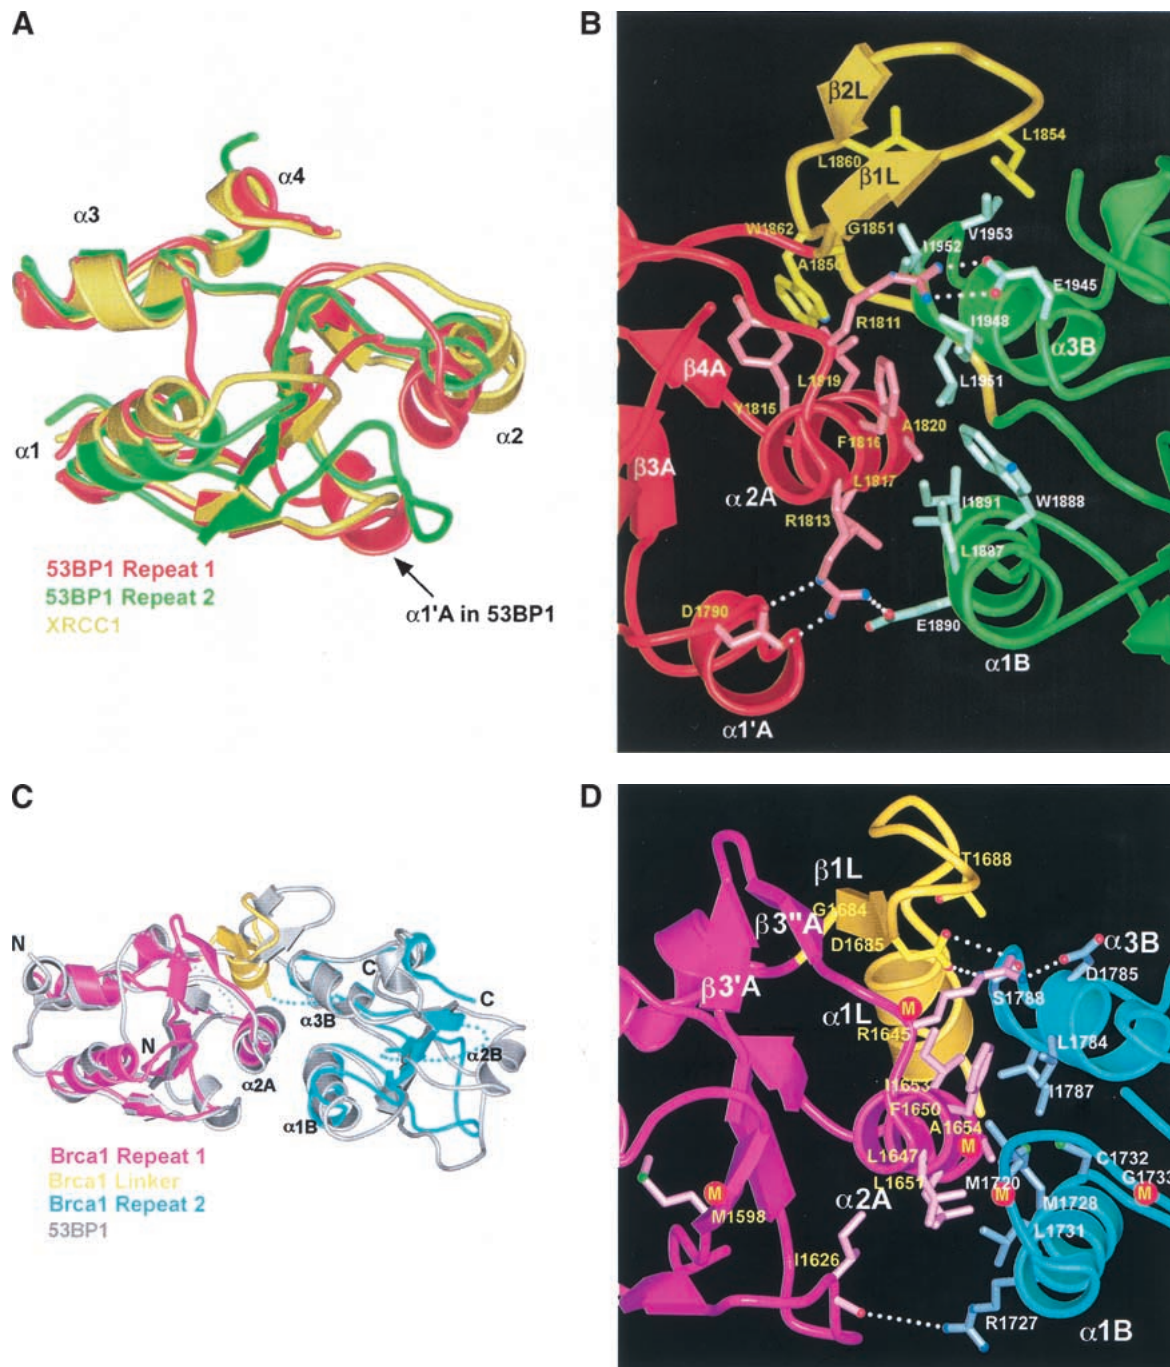 A
α3
α4
α1
α2
53BP1 Repeat 1
53BP1 Repeat 2
XRCC1
α1'A in 53BP1
B
β2L
L1854
L1860
β1L
W1862
G1851
V1953
I1952
A1850
E1945
R1811
I1948
α3B
β4A
L1951
L1819
Y1815
A1820
F1816
β3A
L1817
α2A
I1891
W1888
R1813
L1887
D1790
E1890
α1B
α1'A
C
N
C
C
α3B
N
α2B
α2A
α1B
Brca1 Repeat 1
Brca1 Linker
Brca1 Repeat 2
53BP1
D
T1688
β1L
G1684
β3"A
D1685
α3B
β3'A
D1785
α1L
S1788
M
R1645
L1784
I1653
I1787
F1650
A1654
M
L1647
C1732
L1651
M1720
G1733
M
M
M
α2A
M1728
M1598
L1731
I1626
R1727
α1B